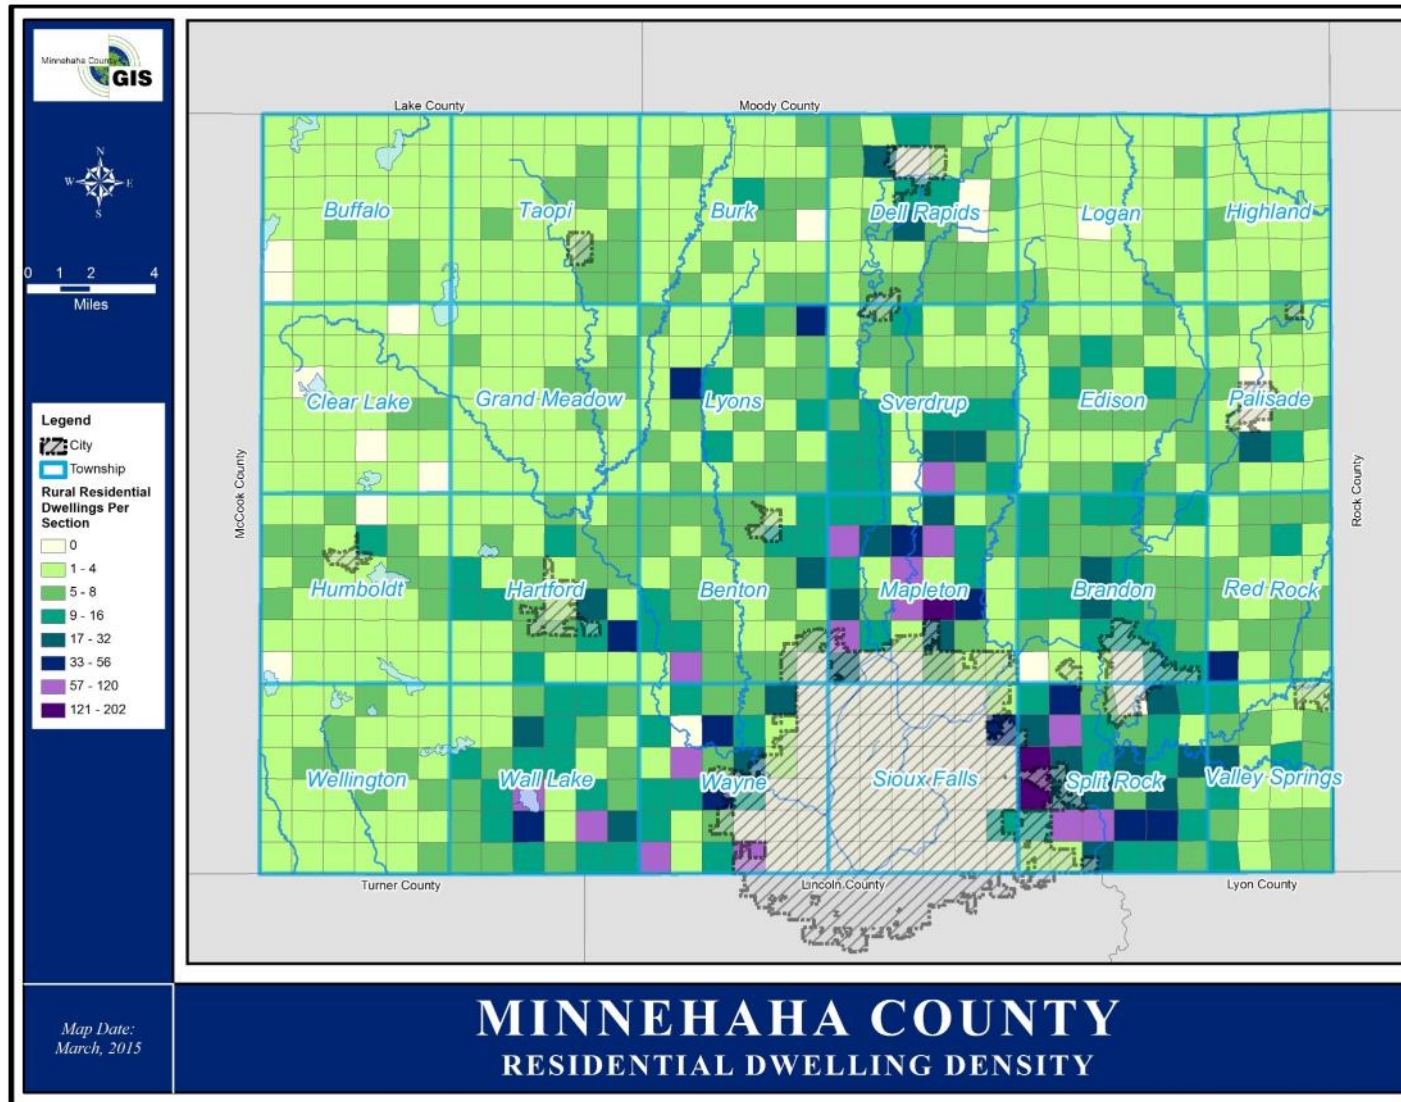 Minnehaha County
GIS
N
W
E
S
0 1 2 4
Miles
Legend
City
Township
Rural Residential
Dwellings Per
Section
0
1 - 4
5 - 8
9 - 16
17 - 32
33 - 56
57 - 120
121 - 202
Map Date:
March, 2015
Lake County
Moody County
McCook County
Rock County
Turner County
Lincoln County
Lyon County
Buffalo
Taopi
Burk
Dell Rapids
Logan
Highland
Clear Lake
Grand Meadow
Lyons
Sverdrup
Edison
Palisade
Humboldt
Hartford
Benton
Mapleton
Brandon
Red Rock
Wellington
Wall Lake
Wayne
Sioux Falls
Split Rock
Valley Springs
MINNEHAHA COUNTY
RESIDENTIAL DWELLING DENSITY